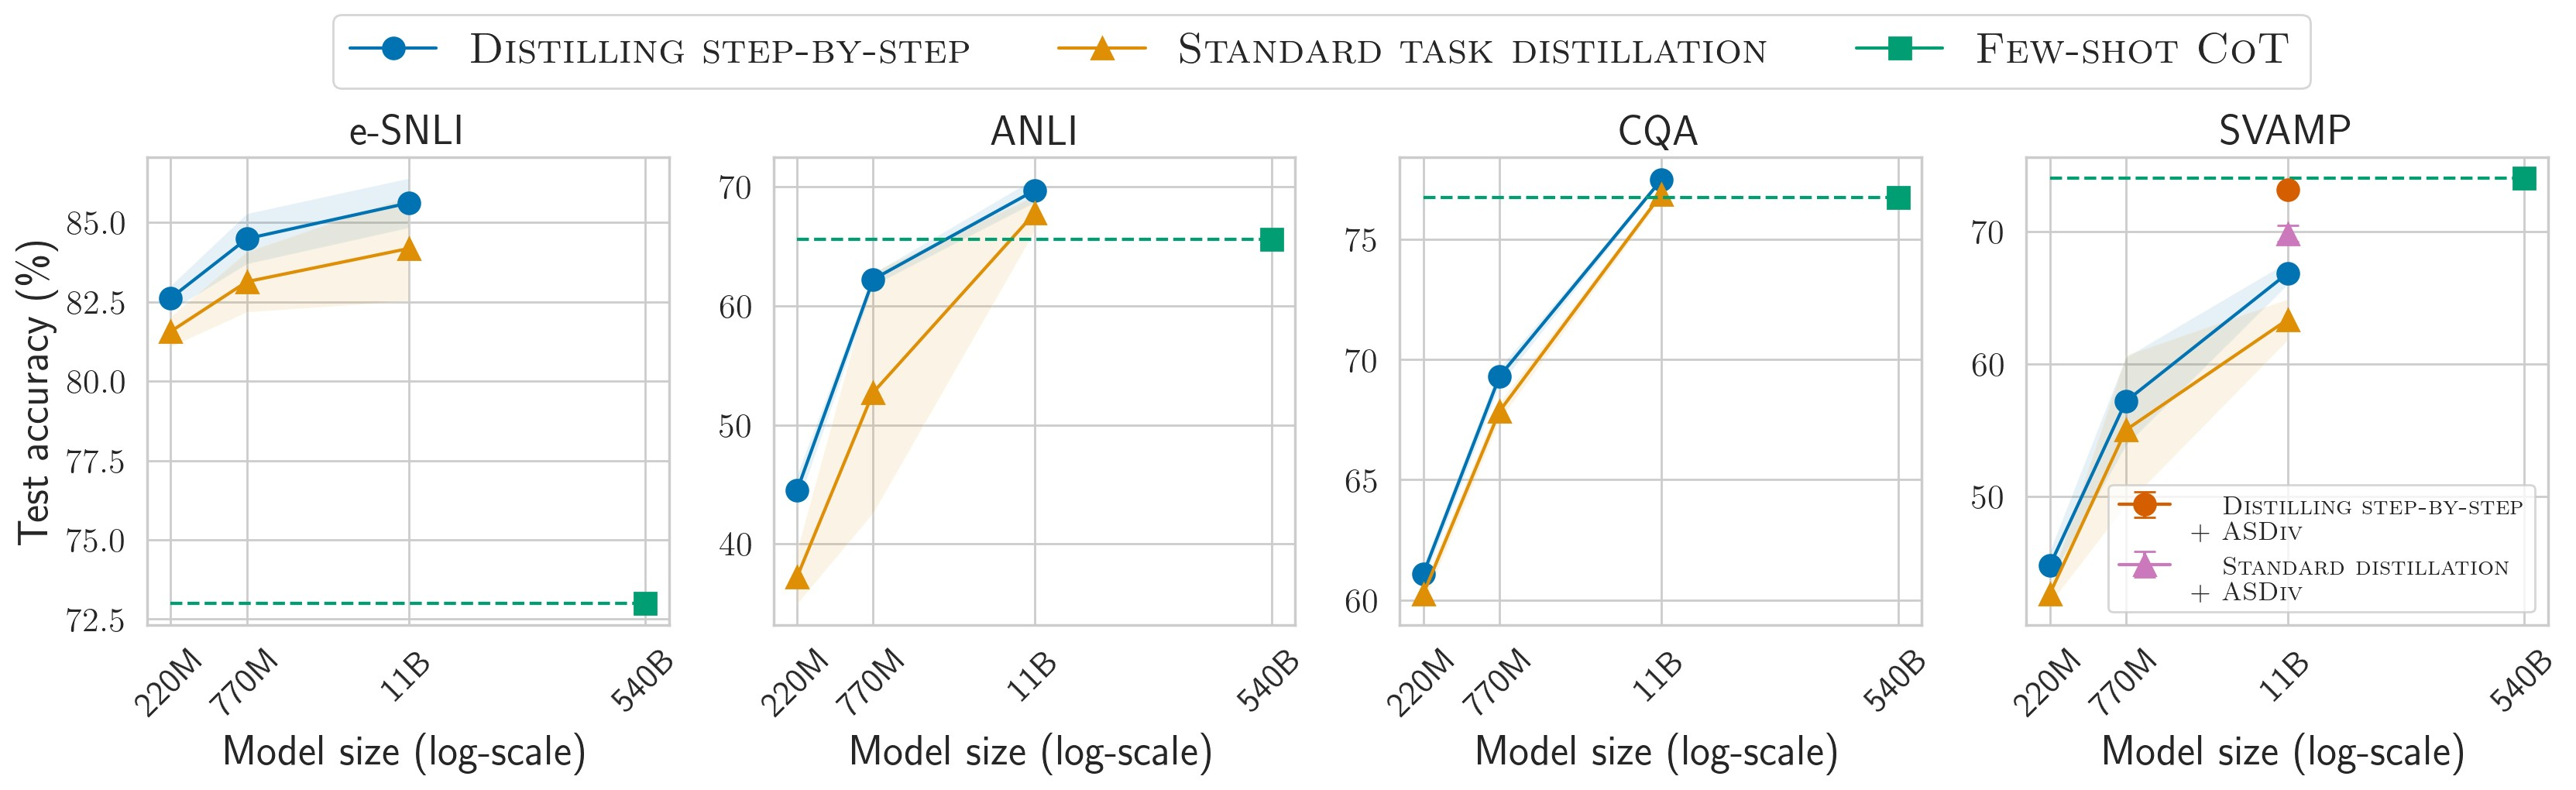 Distilling step-by-step
Standard task distillation
Few-shot CoT
e-SNLI
Test accuracy (%)
85.0
82.5
80.0
77.5
75.0
72.5
220M
770M
11B
540B
Model size (log-scale)
ANLI
70
60
50
40
220M
770M
11B
540B
Model size (log-scale)
CQA
75
70
65
60
220M
770M
11B
540B
Model size (log-scale)
SVAMP
70
60
50
Distilling step-by-step
+ ASDiv
Standard distillation
+ ASDiv
220M
770M
11B
540B
Model size (log-scale)